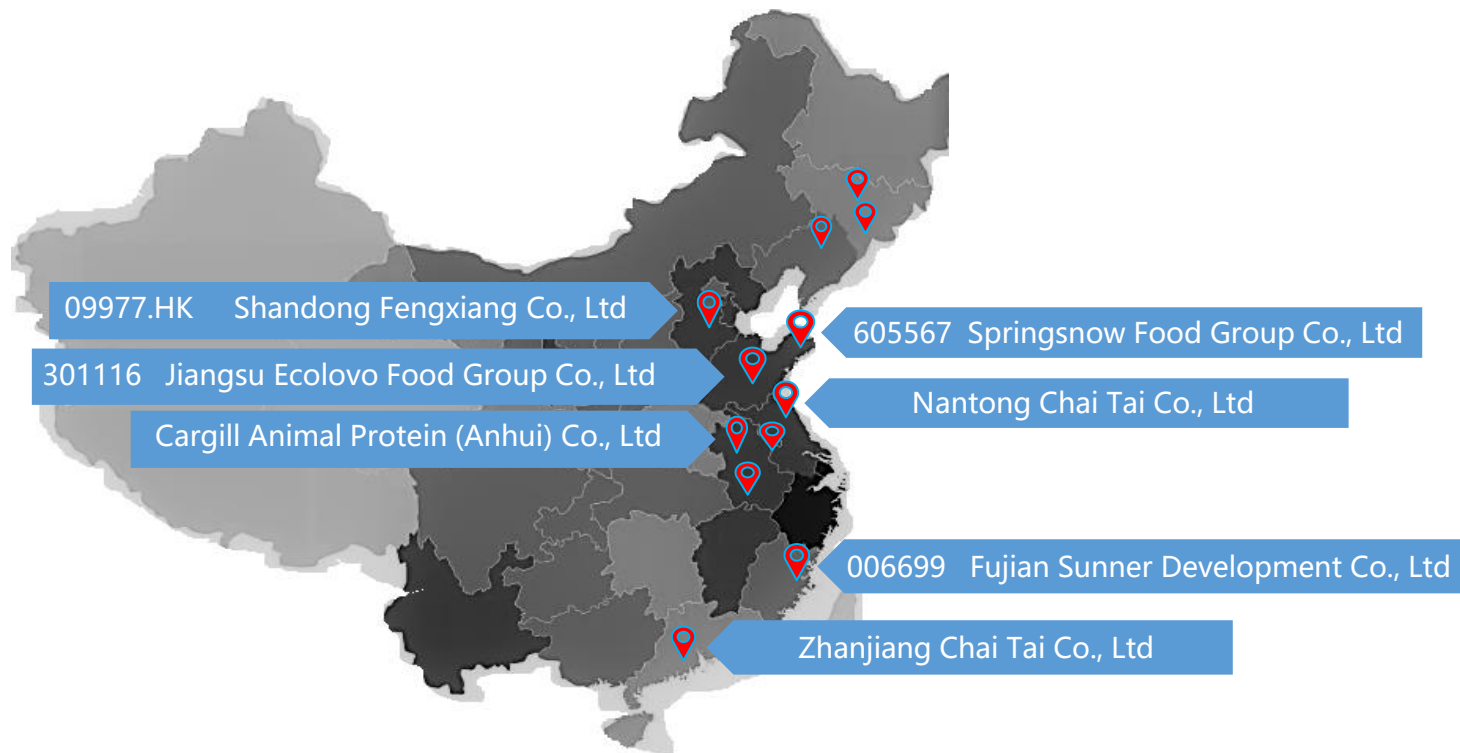 09977.HK Shandong Fengxiang Co., Ltd
605567 Springsnow Food Group Co., Ltd
301116 Jiangsu Ecolovo Food Group Co., Ltd
Nantong Chai Tai Co., Ltd
Cargill Animal Protein (Anhui) Co., Ltd
006699 Fujian Sunner Development Co., Ltd
Zhanjiang Chai Tai Co., Ltd